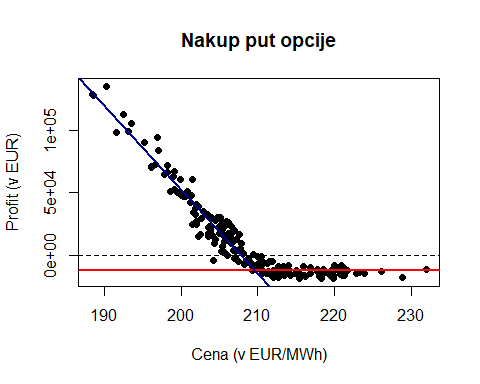 Nakup put opcije
Profit (v EUR)
1e+05
5e+04
0e+00
190 200 210 220 230
Cena (v EUR/MWh)